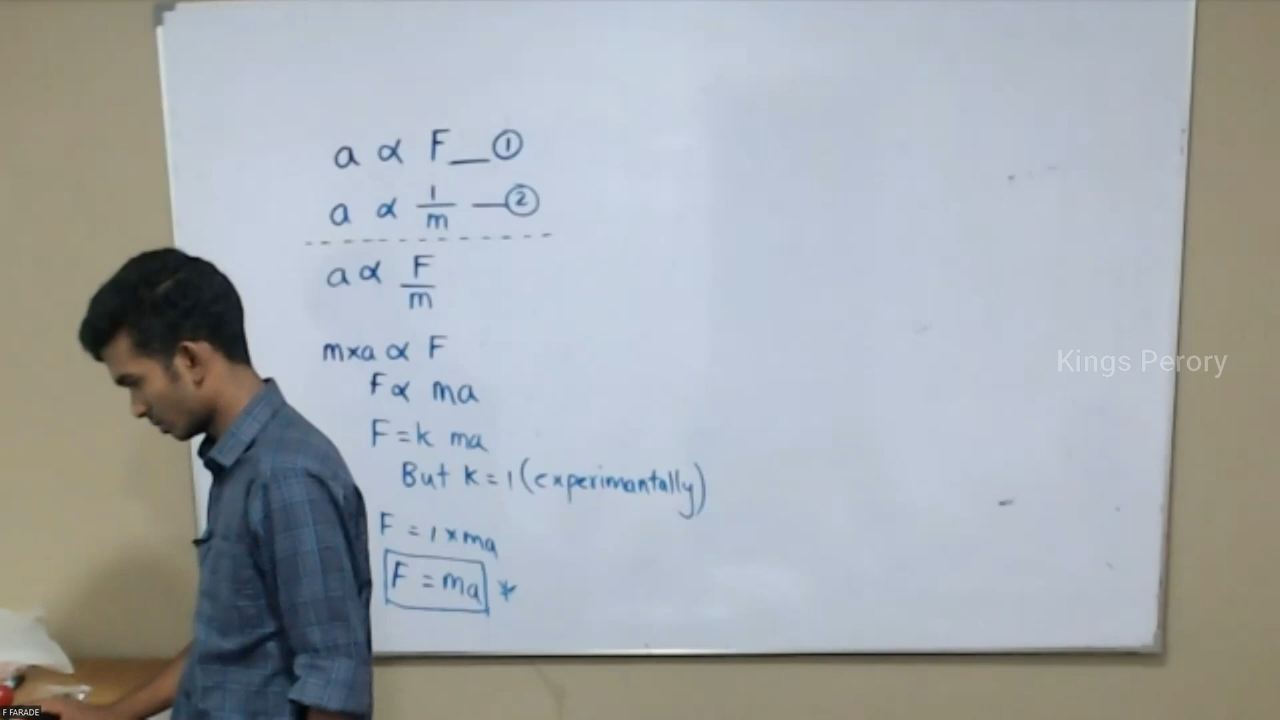 a ∝ F — ①
a ∝ 1/m — ②
a ∝ F/m
m×a ∝ F
F ∝ ma
F = k ma
But k = 1 (experimantally)
F = 1 × ma
F = ma *
Kings Perory
F FARADE